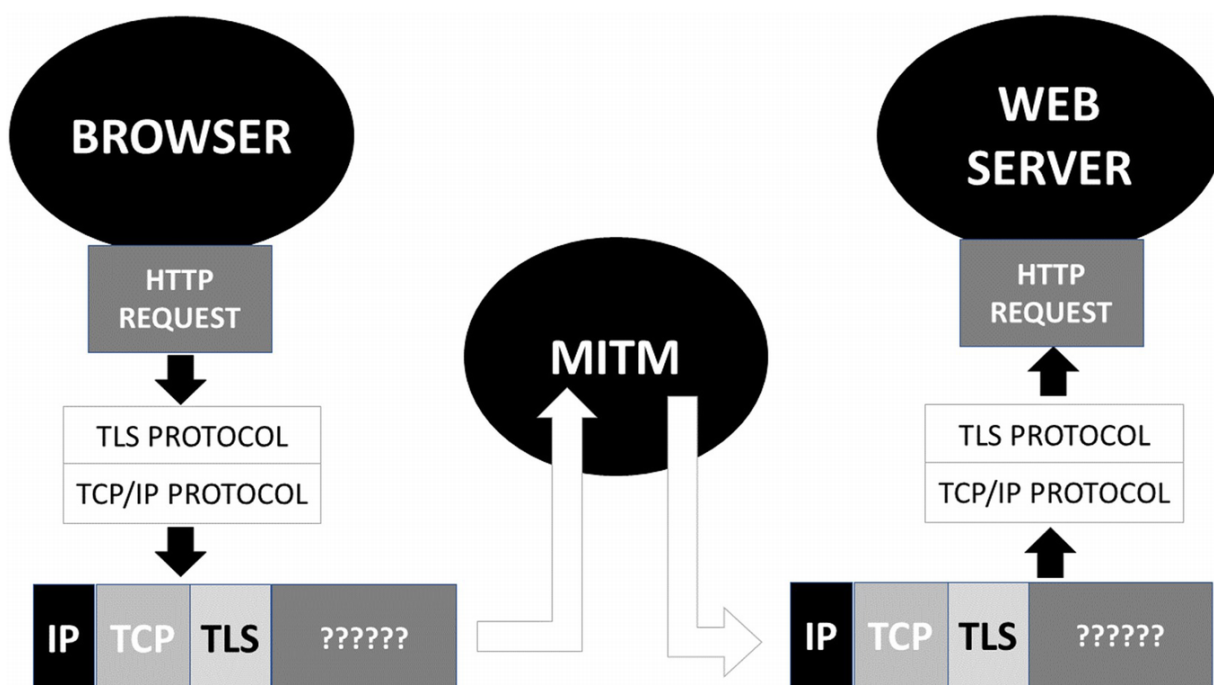 BROWSER
HTTP
REQUEST
TLS PROTOCOL
TCP/IP PROTOCOL
IP TCP TLS ??????
MITM
WEB
SERVER
HTTP
REQUEST
TLS PROTOCOL
TCP/IP PROTOCOL
IP TCP TLS ??????